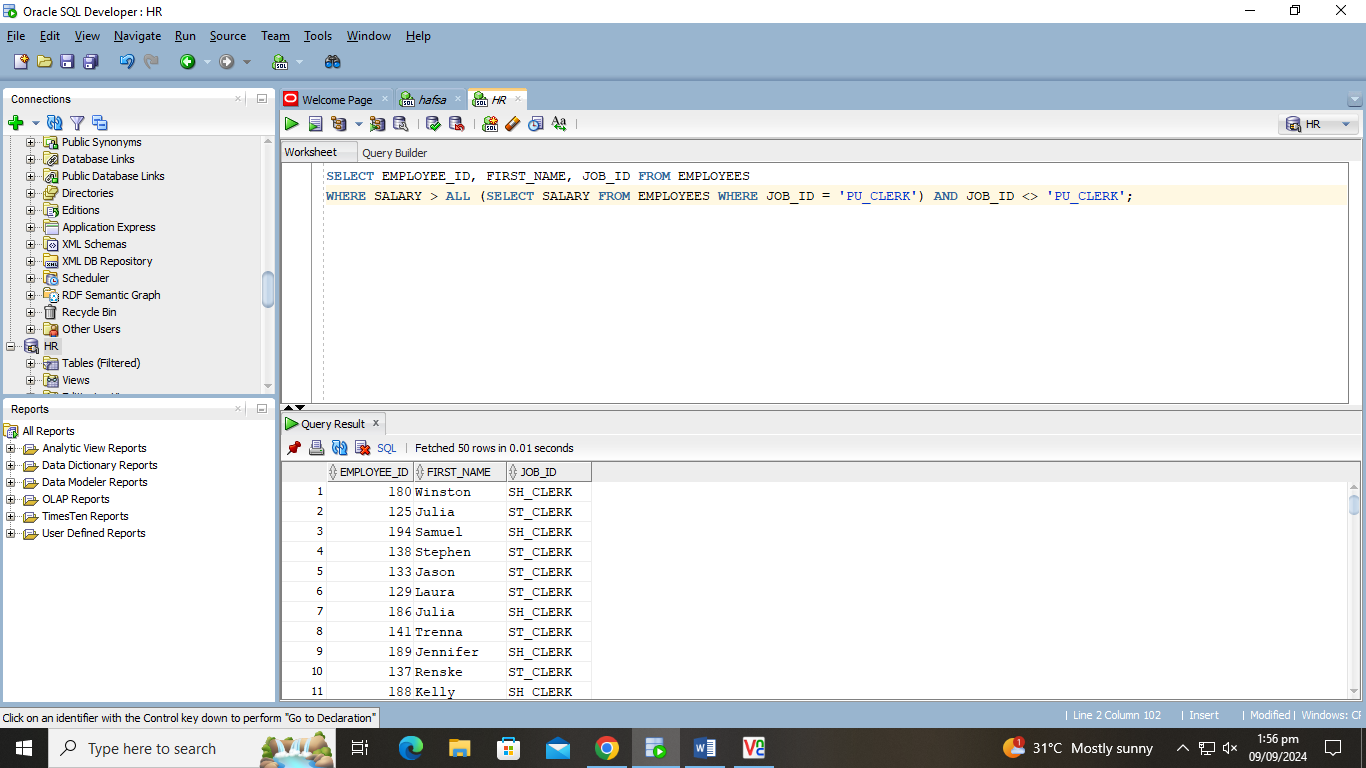 Oracle SQL Developer : HR
File Edit View Navigate Run Source Team Tools Window Help
Connections
Public Synonyms
Database Links
Public Database Links
Directories
Editions
Application Express
XML Schemas
XML DB Repository
Scheduler
RDF Semantic Graph
Recycle Bin
Other Users
HR
Tables (Filtered)
Views
Reports
All Reports
Analytic View Reports
Data Dictionary Reports
Data Modeler Reports
OLAP Reports
TimesTen Reports
User Defined Reports
Welcome Page hafsa HR
HR
Worksheet Query Builder
SELECT EMPLOYEE_ID, FIRST_NAME, JOB_ID FROM EMPLOYEES
WHERE SALARY > ALL (SELECT SALARY FROM EMPLOYEES WHERE JOB_ID = 'PU_CLERK') AND JOB_ID <> 'PU_CLERK';
Query Result
SQL | Fetched 50 rows in 0.01 seconds
EMPLOYEE_ID FIRST_NAME JOB_ID
1 180 Winston SH_CLERK
2 125 Julia ST_CLERK
3 194 Samuel SH_CLERK
4 138 Stephen ST_CLERK
5 133 Jason ST_CLERK
6 129 Laura ST_CLERK
7 186 Julia SH_CLERK
8 141 Trenna ST_CLERK
9 189 Jennifer SH_CLERK
10 137 Renske ST_CLERK
11 188 Kelly SH_CLERK
Click on an identifier with the Control key down to perform "Go to Declaration"
| Line 2 Column 102 | Insert | Modified | Windows: CF
Type here to search
1 31°C Mostly sunny
1:56 pm
09/09/2024